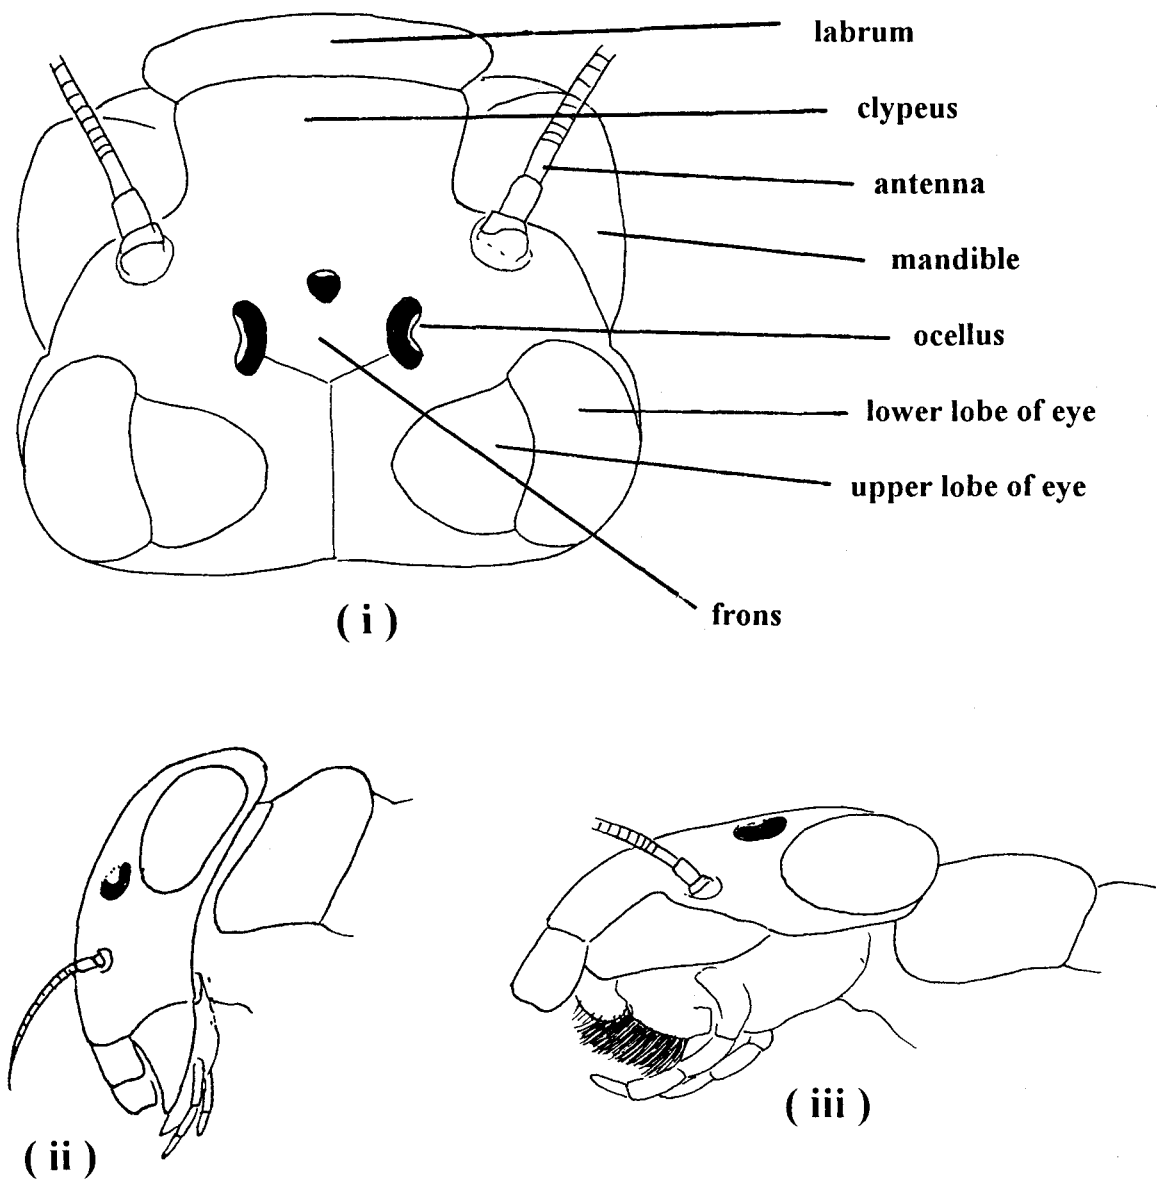 labrum
clypeus
antenna
mandible
ocellus
lower lobe of eye
upper lobe of eye
frons
( i )
( ii )
( iii )